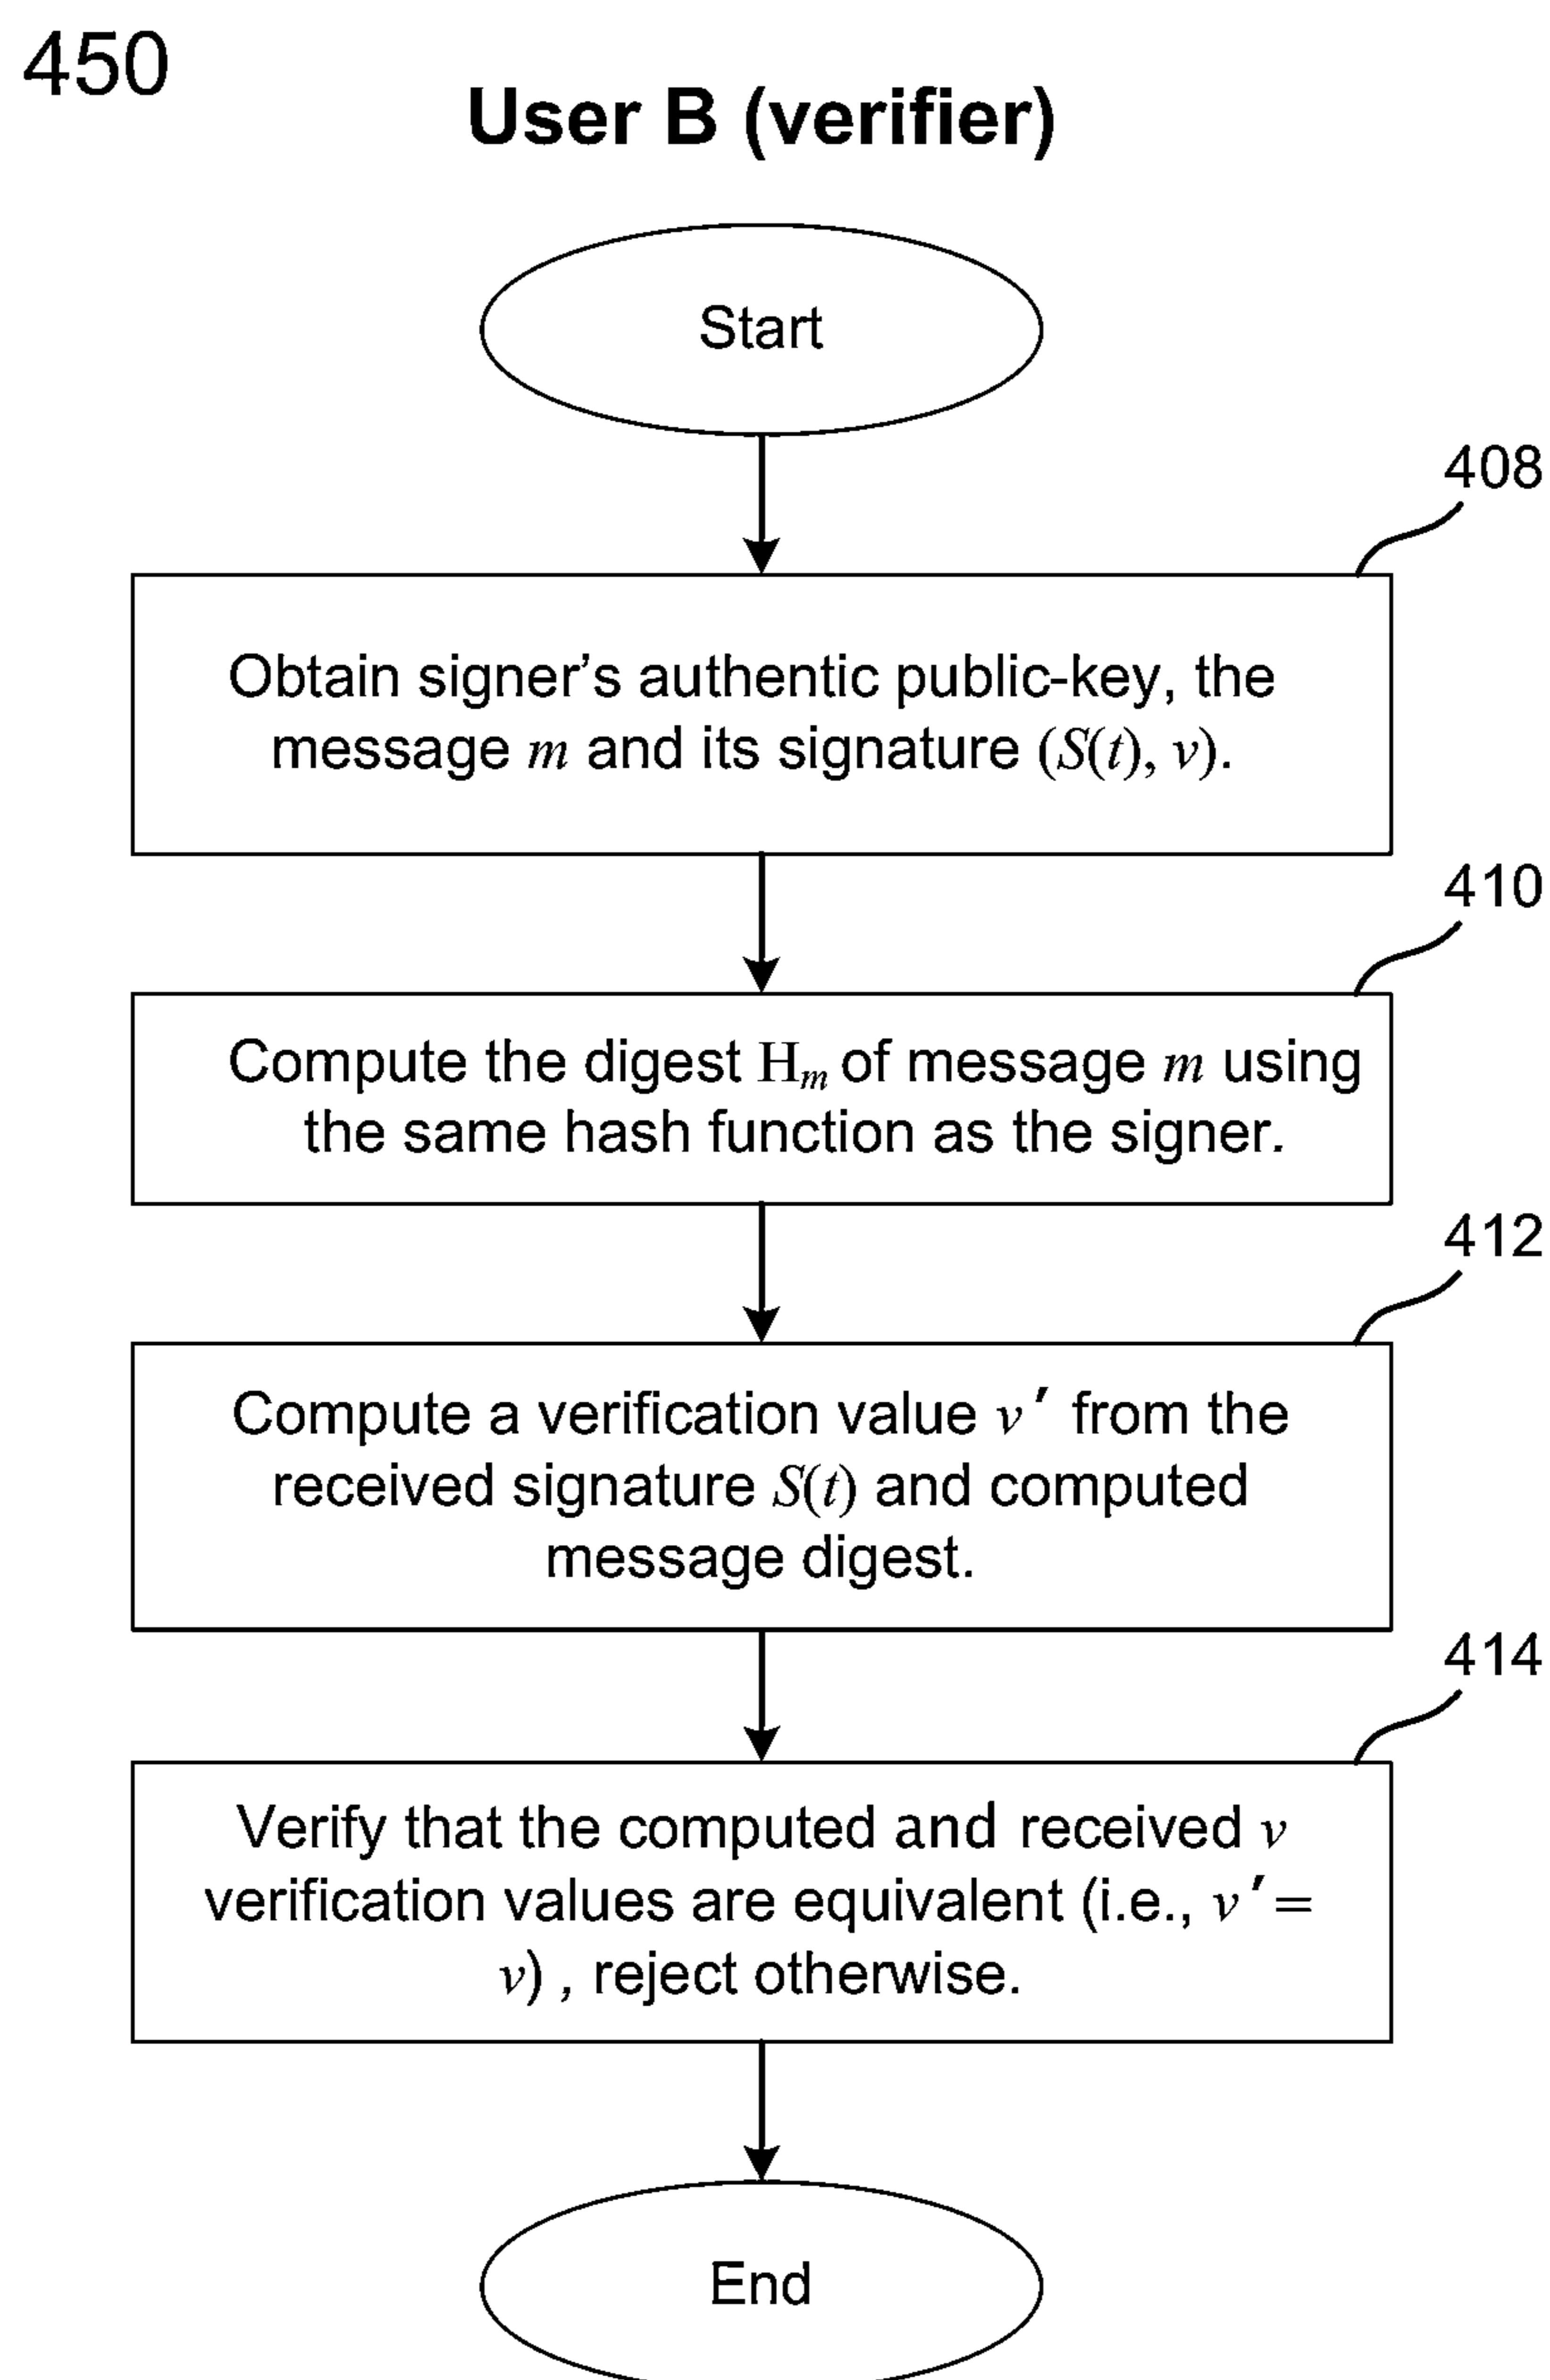 450
User B (verifier)
Start
408
Obtain signer’s authentic public-key, the
message m and its signature (S(t), v).
410
Compute the digest Hm of message m using
the same hash function as the signer.
412
Compute a verification value v′ from the
received signature S(t) and computed
message digest.
414
Verify that the computed and received v
verification values are equivalent (i.e., v′ =
v) , reject otherwise.
End